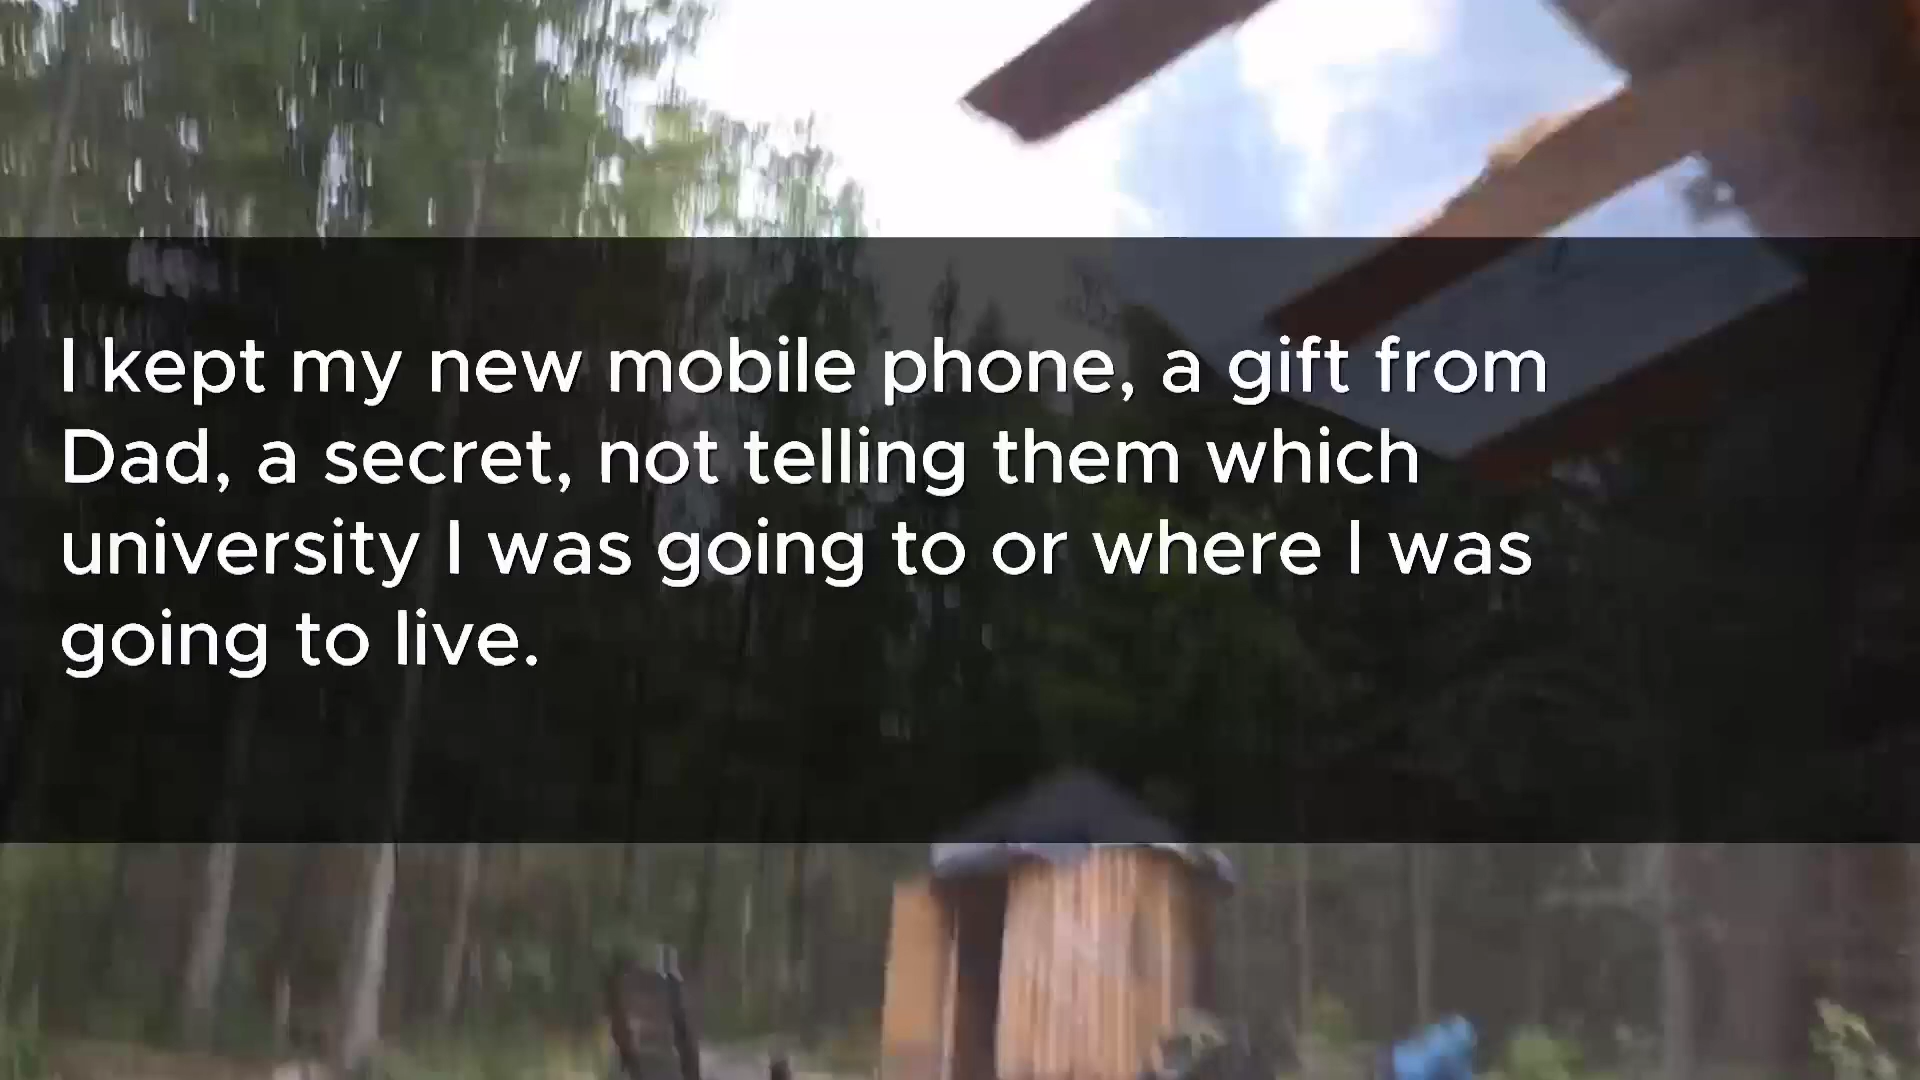 I kept my new mobile phone, a gift from
Dad, a secret, not telling them which
university I was going to or where I was
going to live.